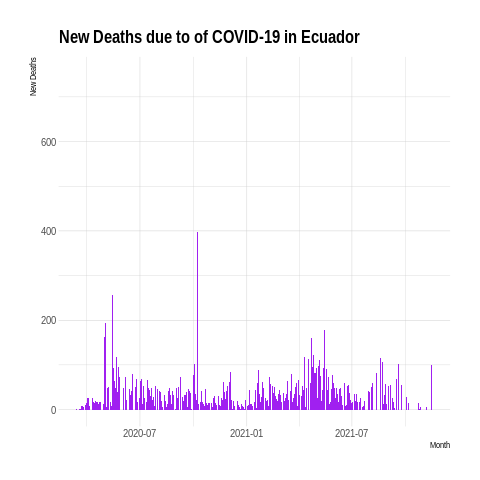 New Deaths due to of COVID-19 in Ecuador
New Deaths
600
400
200
0
2020-07
2021-01
2021-07
Month